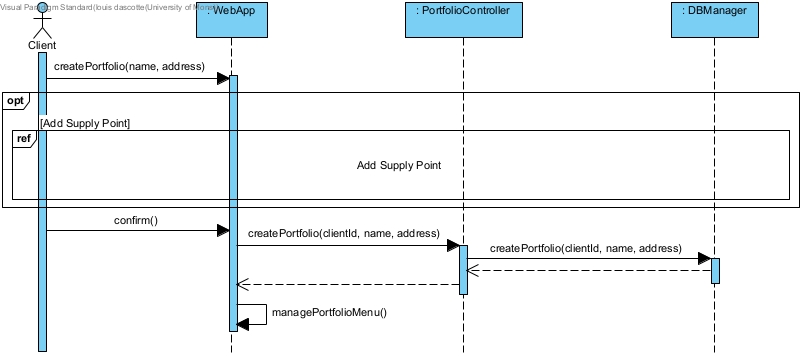 Visual Paradigm Standard(louis dascotte(University of Mons))
: WebApp
: PortfolioController
: DBManager
Client
createPortfolio(name, address)
opt
[Add Supply Point]
ref
Add Supply Point
confirm()
createPortfolio(clientId, name, address)
createPortfolio(clientId, name, address)
managePortfolioMenu()